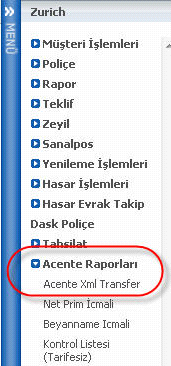 Zurich
MENÜ
Müşteri İşlemleri
Poliçe
Rapor
Teklif
Zeyil
Sanalpos
Yenileme İşlemleri
Hasar İşlemleri
Hasar Evrak Takip
Dask Poliçe
Tahsilat
Acente Raporları
Acente Xml Transfer
Net Prim İcmali
Beyanname Icmali
Kontrol Listesi
(Tarifesiz)